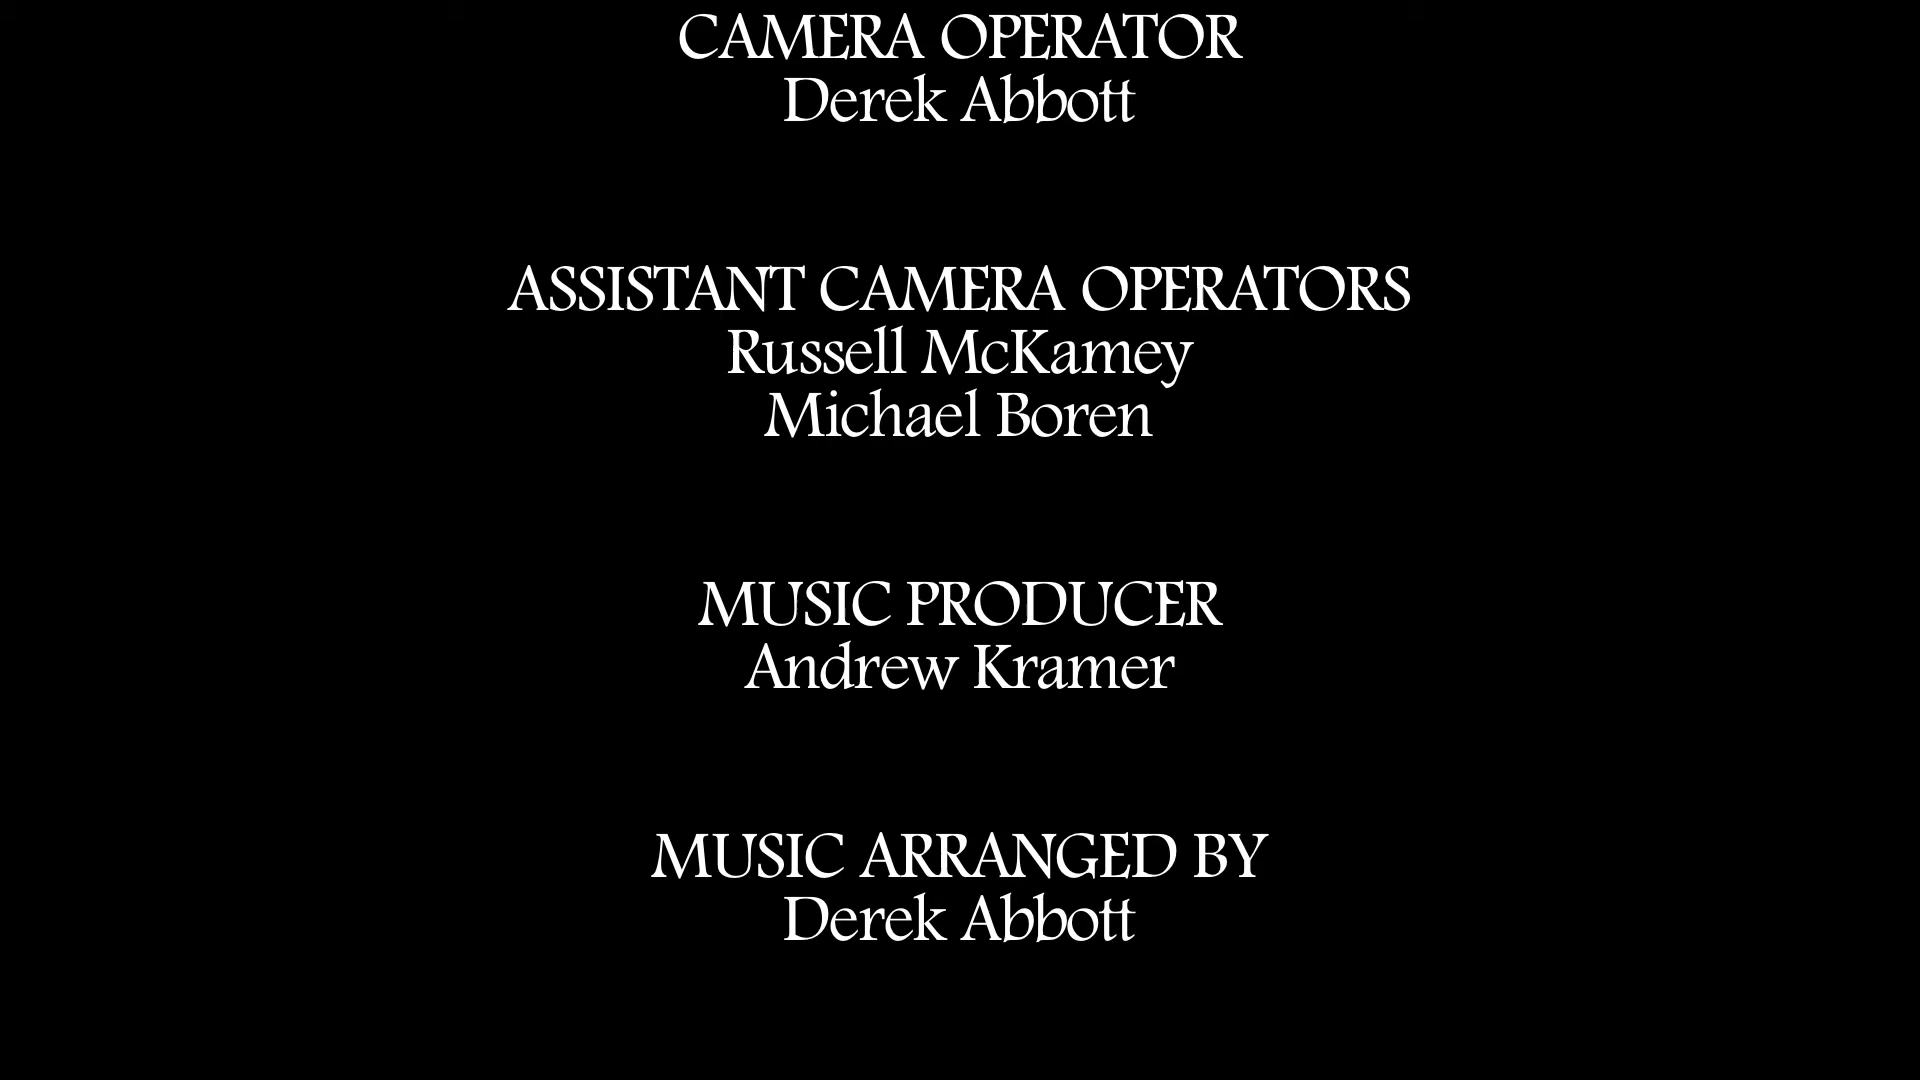 CAMERA OPERATOR
Derek Abbott
ASSISTANT CAMERA OPERATORS
Russell McKamey
Michael Boren
MUSIC PRODUCER
Andrew Kramer
MUSIC ARRANGED BY
Derek Abbott